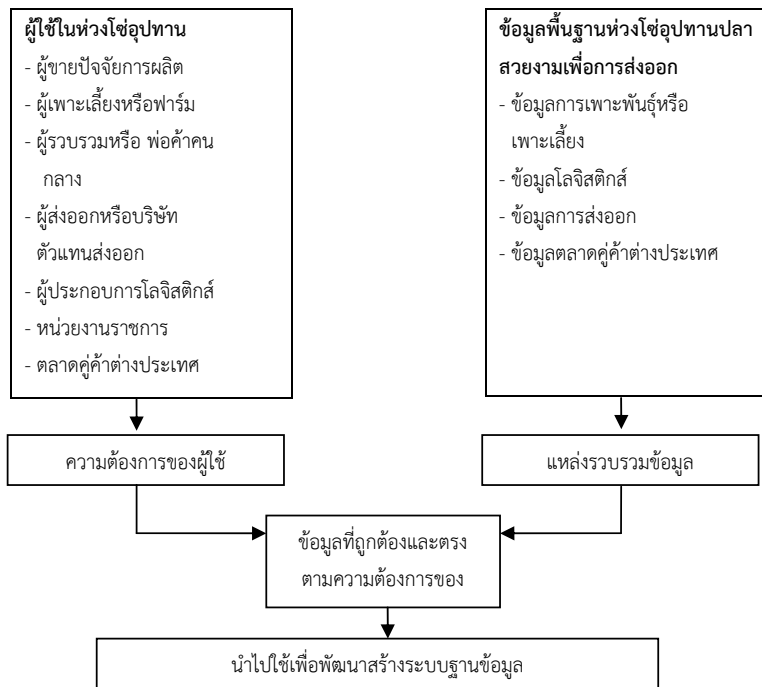 ผู้ใช้ในห่วงโซ่อุปทาน
- ผู้ขายปัจจัยการผลิต
- ผู้เพาะเลี้ยงหรือฟาร์ม
- ผู้รวบรวมหรือ พ่อค้าคน
กลาง
- ผู้ส่งออกหรือบริษัท
ตัวแทนส่งออก
- ผู้ประกอบการโลจิสติกส์
- หน่วยงานราชการ
- ตลาดคู่ค้าต่างประเทศ
ข้อมูลพื้นฐานห่วงโซ่อุปทานปลา
สวยงามเพื่อการส่งออก
- ข้อมูลการเพาะพันธุ์หรือ
เพาะเลี้ยง
- ข้อมูลโลจิสติกส์
- ข้อมูลการส่งออก
- ข้อมูลตลาดคู่ค้าต่างประเทศ
ความต้องการของผู้ใช้
แหล่งรวบรวมข้อมูล
ข้อมูลที่ถูกต้องและตรง
ตามความต้องการของ
นำไปใช้เพื่อพัฒนาสร้างระบบฐานข้อมูล